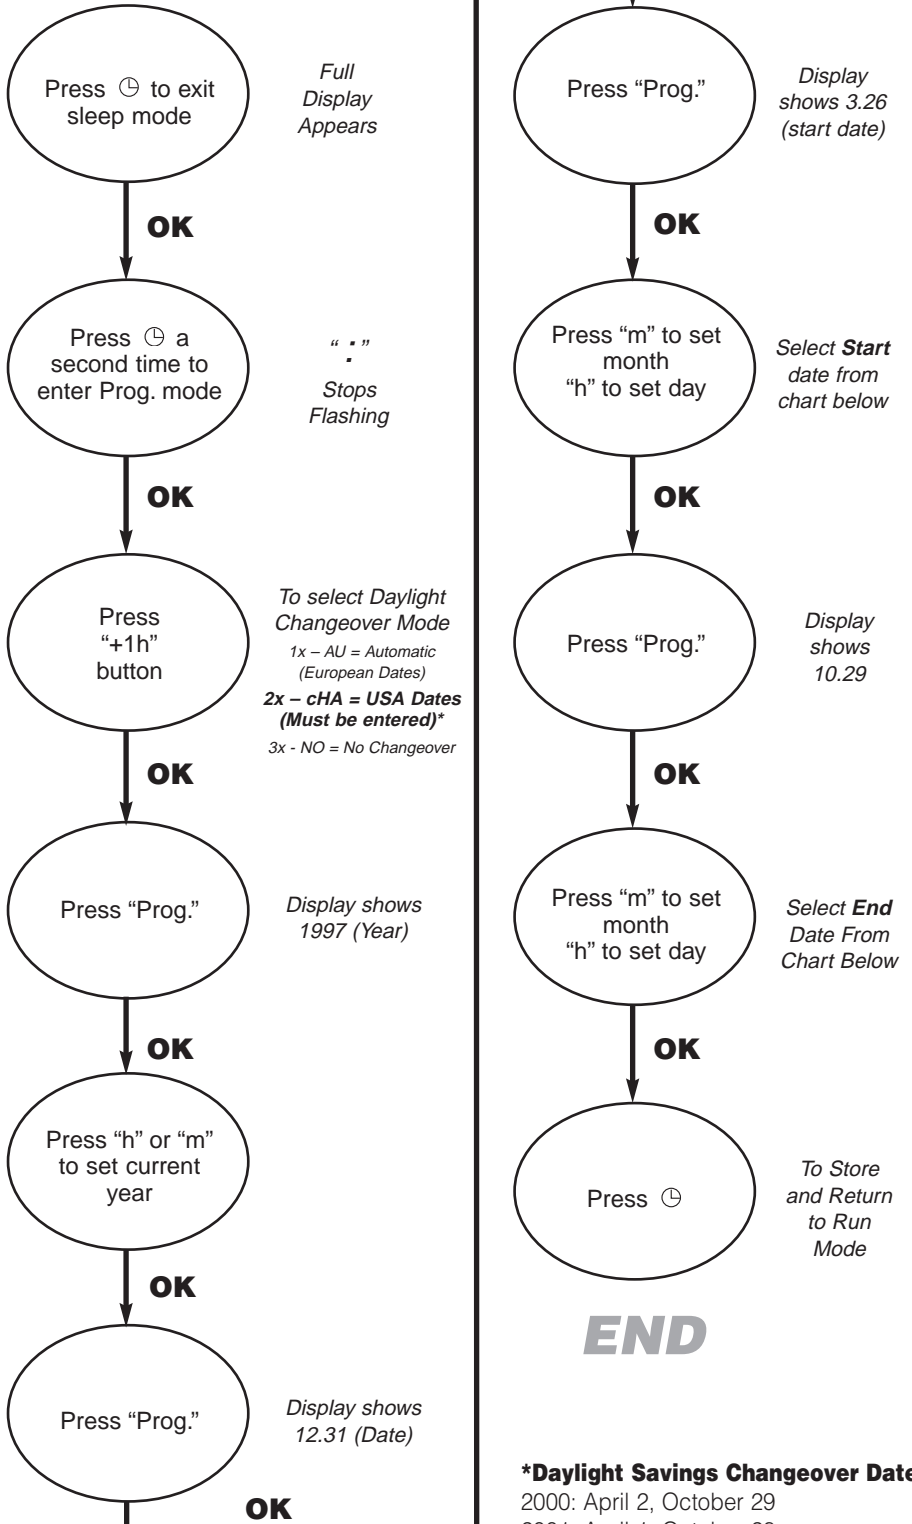 Press to exit
sleep mode
Full
Display
Appears
OK
Press a
second time to
enter Prog. mode
“ : ”
Stops
Flashing
OK
Press
“+1h”
button
To select Daylight
Changeover Mode
1x – AU = Automatic
(European Dates)
2x – cHA = USA Dates
(Must be entered)*
3x - NO = No Changeover
OK
Press “Prog.”
Display shows
1997 (Year)
OK
Press “h” or “m”
to set current
year
OK
Press “Prog.”
Display shows
12.31 (Date)
OK
Press “Prog.”
Display
shows 3.26
(start date)
OK
Press “m” to set
month
“h” to set day
Select Start
date from
chart below
OK
Press “Prog.”
Display
shows
10.29
OK
Press “m” to set
month
“h” to set day
Select End
Date From
Chart Below
OK
Press
To Store
and Return
to Run
Mode
END
*Daylight Savings Changeover Date
2000: April 2, October 29